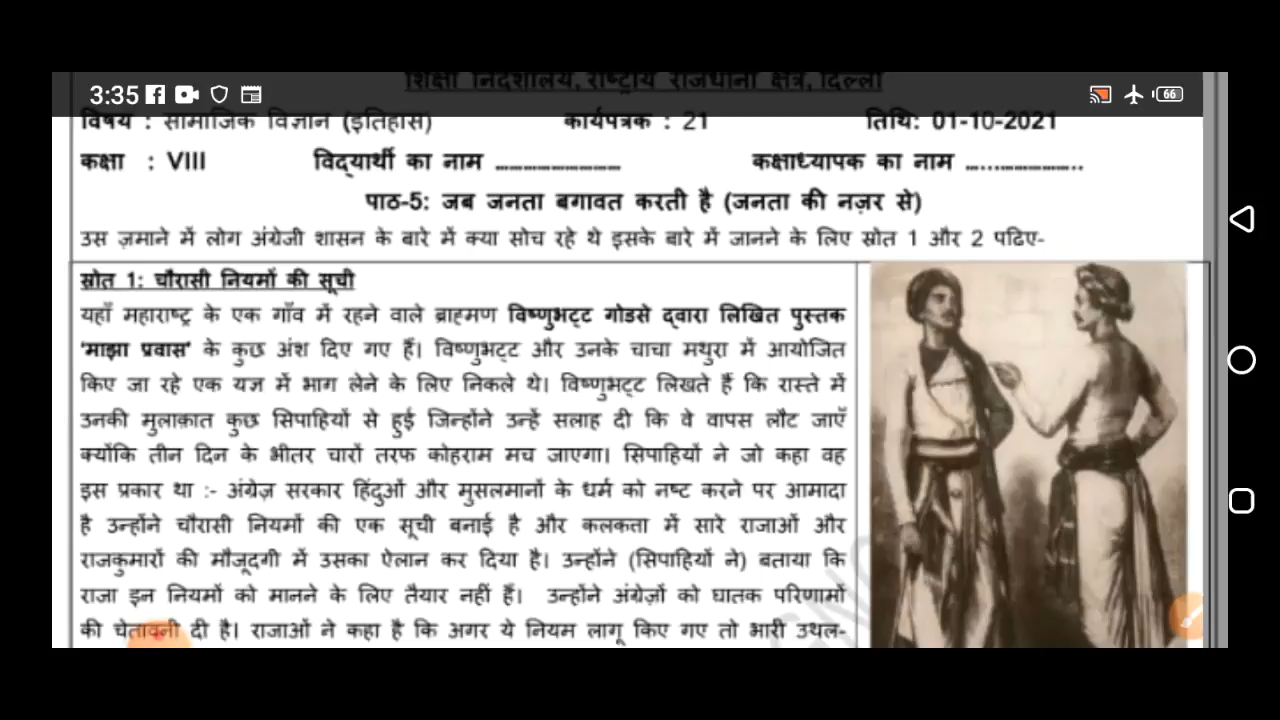 शिक्षा निदेशालय, राष्ट्रीय राजधानी क्षेत्र, दिल्ली
3:35
66
विषय : सामाजिक विज्ञान (इतिहास) कार्यपत्रक : 21 तिथि: 01-10-2021
कक्षा : VIII विद्यार्थी का नाम ........................ कक्षाध्यापक का नाम ........................
पाठ-5: जब जनता बगावत करती है (जनता की नज़र से)
उस ज़माने में लोग अंग्रेजी शासन के बारे में क्या सोच रहे थे इसके बारे में जानने के लिए स्रोत 1 और 2 पढिए-
स्रोत 1: चौरासी नियमों की सूची
यहाँ महाराष्ट्र के एक गाँव में रहने वाले ब्राह्मण विष्णुभट्ट गोडसे द्वारा लिखित पुस्तक
'माझा प्रवास' के कुछ अंश दिए गए हैं। विष्णुभट्ट और उनके चाचा मथुरा में आयोजित
किए जा रहे एक यज्ञ में भाग लेने के लिए निकले थे। विष्णुभट्ट लिखते हैं कि रास्ते में
उनकी मुलाक़ात कुछ सिपाहियों से हुई जिन्होंने उन्हें सलाह दी कि वे वापस लौट जाएँ
क्योंकि तीन दिन के भीतर चारों तरफ कोहराम मच जाएगा। सिपाहियों ने जो कहा वह
इस प्रकार था :- अंग्रेज़ सरकार हिंदुओं और मुसलमानों के धर्म को नष्ट करने पर आमादा
है उन्होंने चौरासी नियमों की एक सूची बनाई है और कलकता में सारे राजाओं और
राजकुमारों की मौजूदगी में उसका ऐलान कर दिया है। उन्होंने (सिपाहियों ने) बताया कि
राजा इन नियमों को मानने के लिए तैयार नहीं हैं। उन्होंने अंग्रेज़ों को घातक परिणामों
की चेतावनी दी है। राजाओं ने कहा है कि अगर ये नियम लागू किए गए तो भारी उथल-